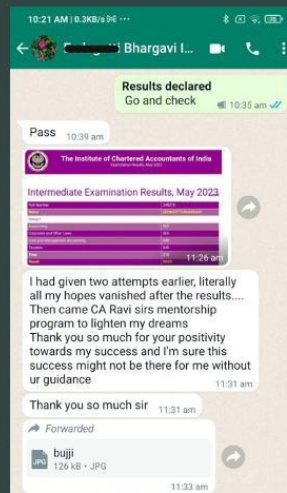 10:21 AM | 0.3KB/s
Bhargavi I...
Results declared
Go and check
10:35 am
Pass 10:39 am
The Institute of Chartered Accountants of India
Intermediate Examination Results, May 2023
11:26 am
I had given two attempts earlier, literally
all my hopes vanished after the results....
Then came CA Ravi sirs mentorship
program to lighten my dreams
Thank you so much for your positivity
towards my success and I'm sure this
success might not be there for me without
ur guidance
11:31 am
Thank you so much sir 11:31 am
Forwarded
JPG
bujji
126 kB • JPG
11:33 am